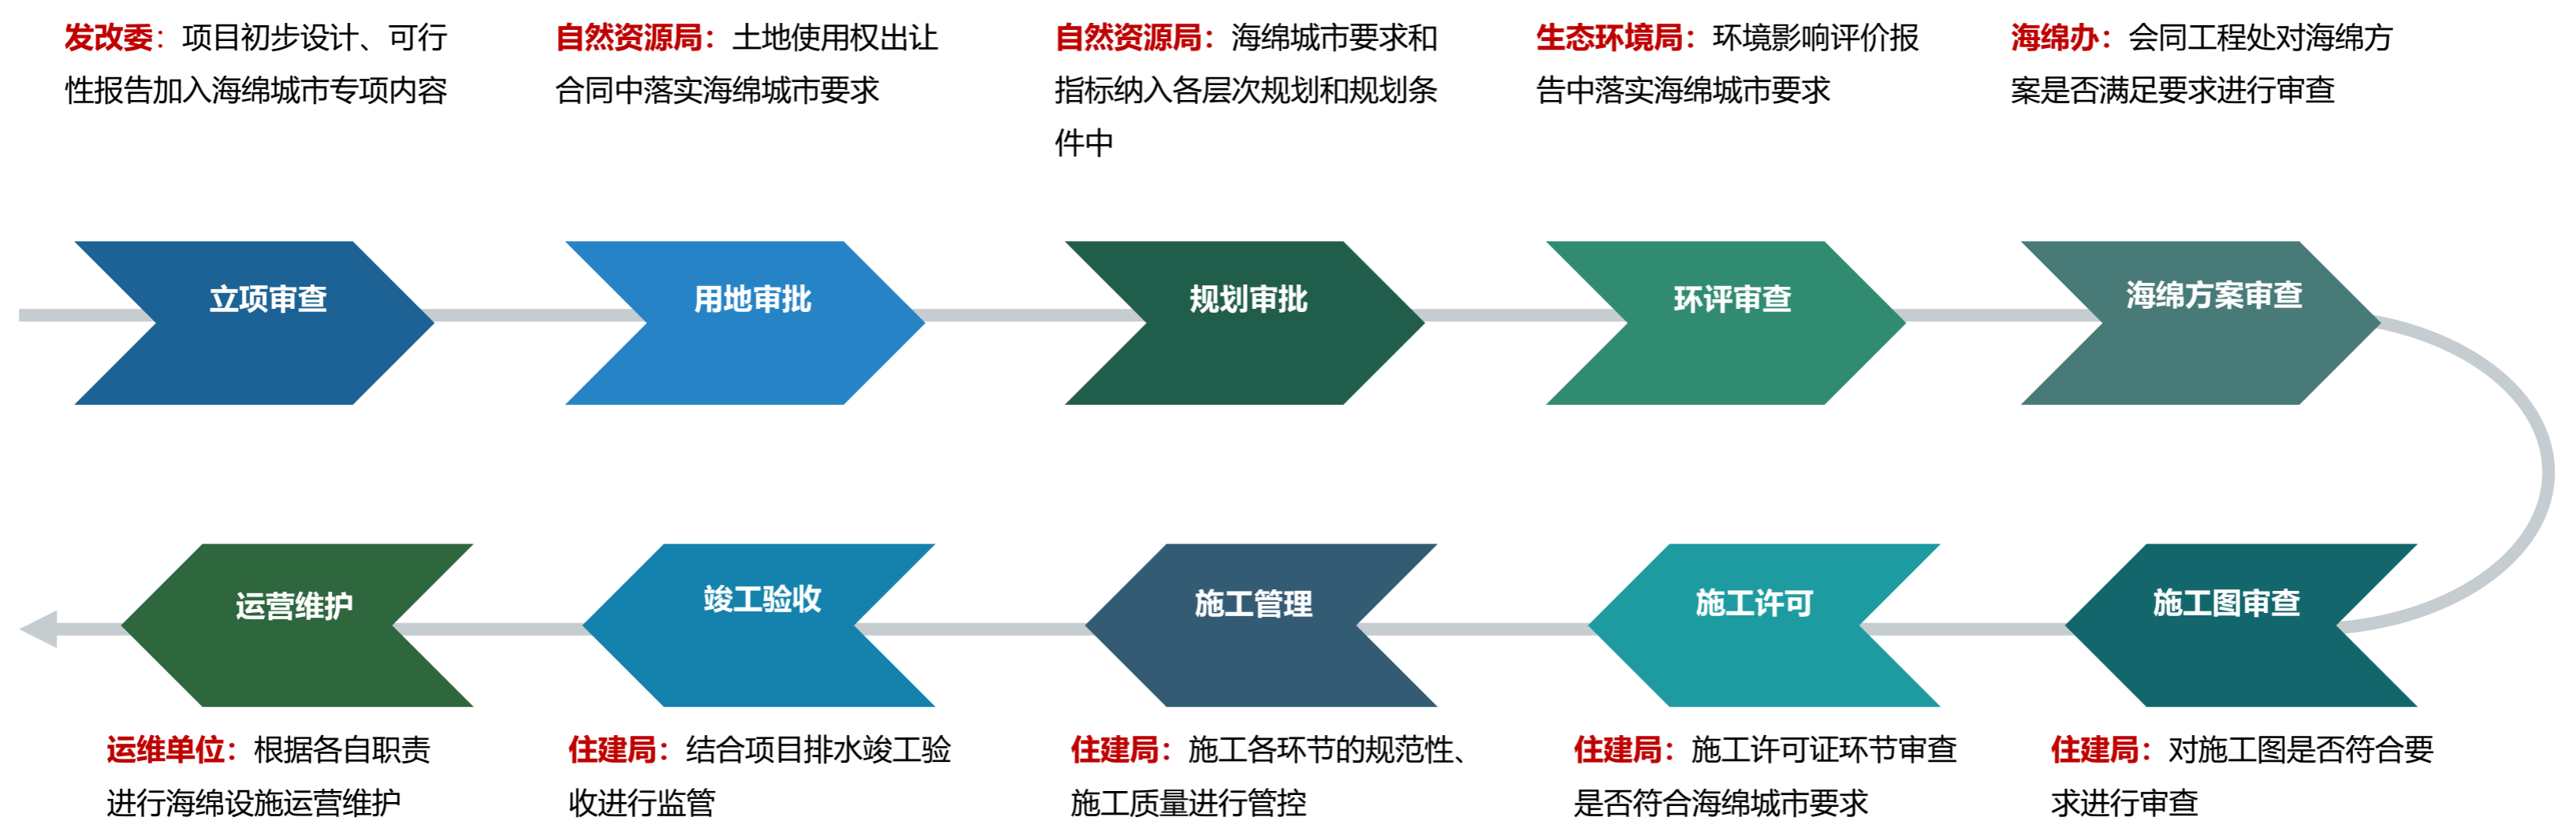 发改委：项目初步设计、可行
性报告加入海绵城市专项内容
自然资源局：土地使用权出让
合同中落实海绵城市要求
自然资源局：海绵城市要求和
指标纳入各层次规划和规划条
件中
生态环境局：环境影响评价报
告中落实海绵城市要求
海绵办：会同工程处对海绵方
案是否满足要求进行审查
立项审查
用地审批
规划审批
环评审查
海绵方案审查
施工图审查
施工许可
施工管理
竣工验收
运营维护
运维单位：根据各自职责
进行海绵设施运营维护
住建局：结合项目排水竣工验
收进行监管
住建局：施工各环节的规范性、
施工质量进行管控
住建局：施工许可证环节审查
是否符合海绵城市要求
住建局：对施工图是否符合要
求进行审查